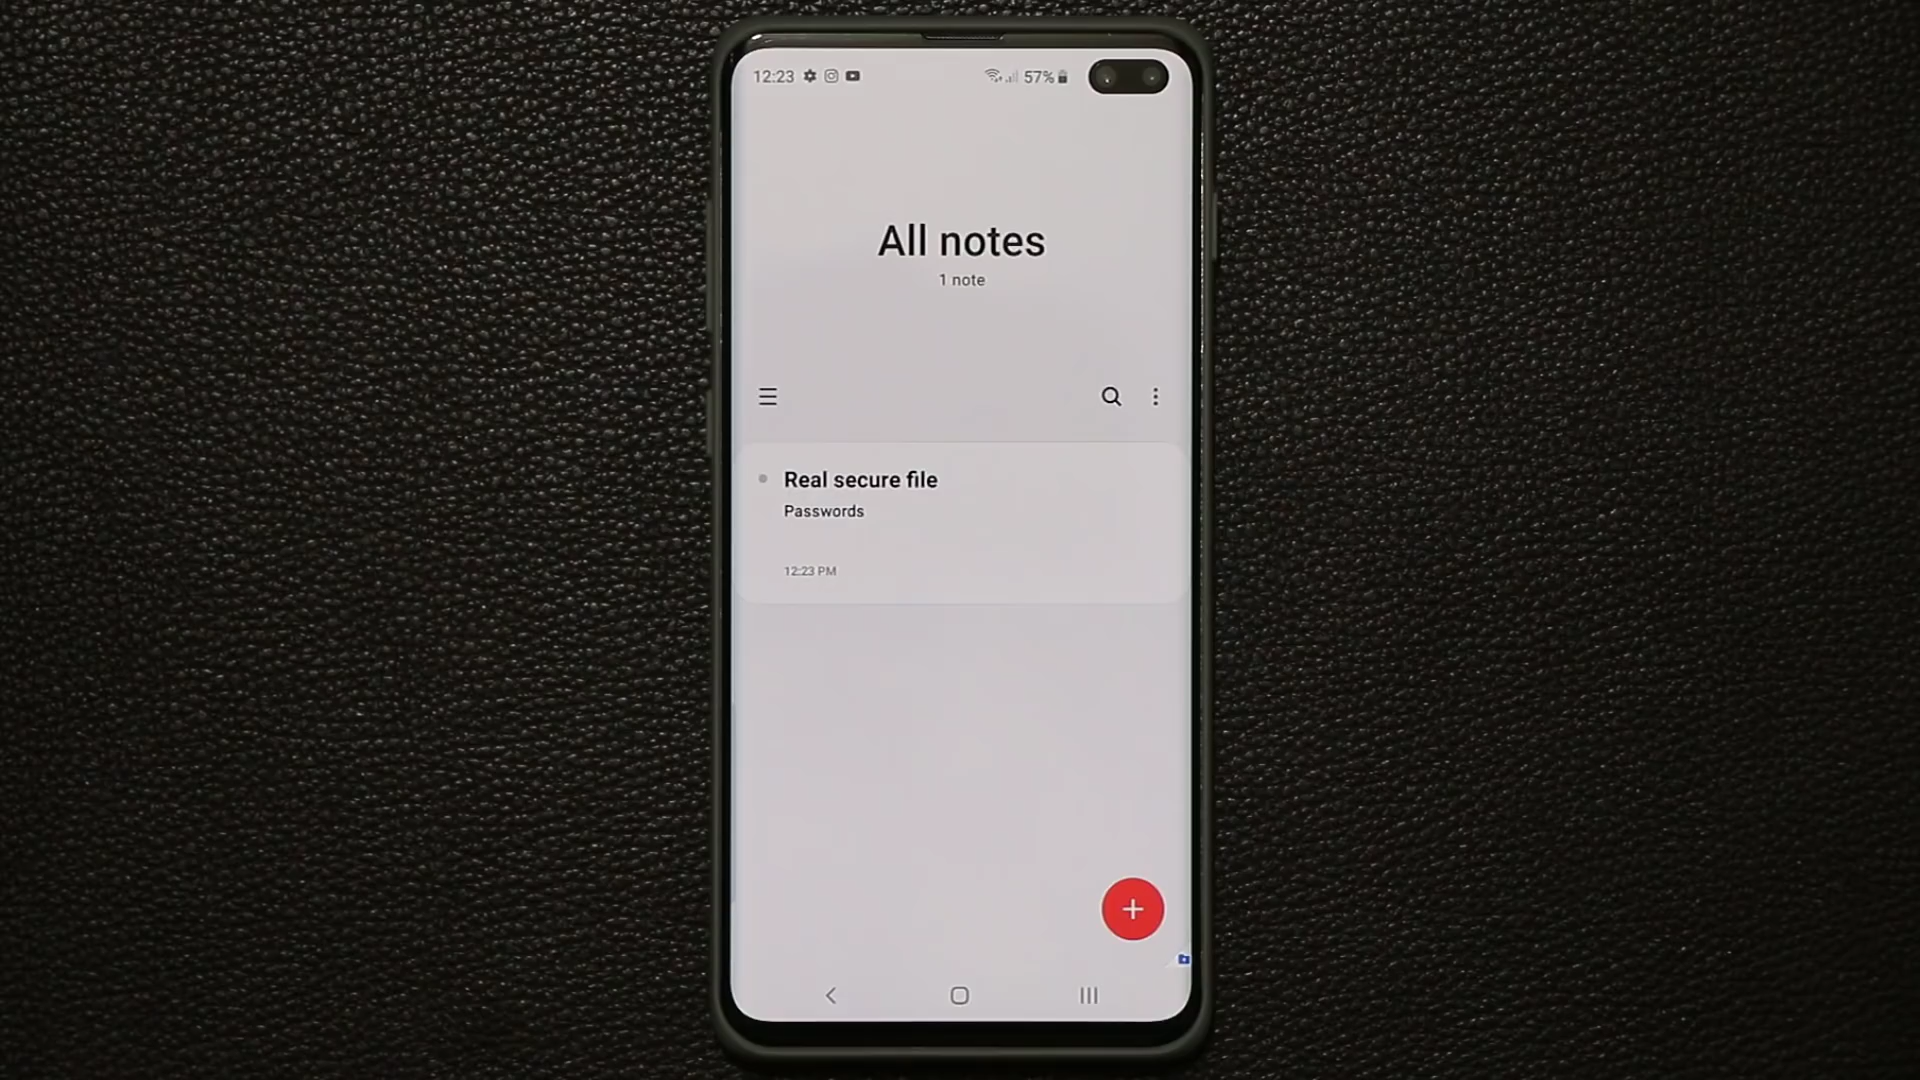 12:23 57%
All notes
1 note
Real secure file
Passwords
12:23 PM